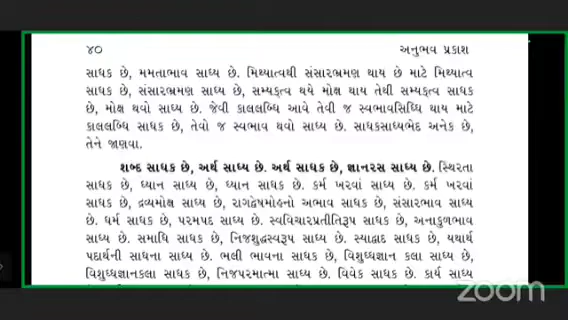 ૪૦ અનુભવ પ્રકાશ
સાધક છે, મમતાભાવ સાધ્ય છે. મિથ્યાત્વથી સંસારભ્રમણ થાય છે માટે મિથ્યાત્વ
સાધક છે, સંસારભ્રમણ સાધ્ય છે, સમ્યક્ત્વ થયે મોક્ષ થાય તેથી સમ્યક્ત્વ સાધક
છે, મોક્ષ થવો સાધ્ય છે. જેવી કાલલબ્ધિ આવે તેવી જ સ્વભાવસિધ્ધિ થાય માટે
કાલલબ્ધિ સાધક છે, તેવો જ સ્વભાવ થવો સાધ્ય છે. સાધકસાધ્યભેદ અનેક છે,
તેને જાણવા.
શબ્દ સાધક છે, અર્થ સાધ્ય છે. અર્થ સાધક છે, જ્ઞાનરસ સાધ્ય છે. સ્થિરતા
સાધક છે, ધ્યાન સાધ્ય છે, ધ્યાન સાધક છે. કર્મ ખરવાં સાધ્ય છે. કર્મ ખરવાં
સાધક છે, દ્રવ્યમોક્ષ સાધ્ય છે, રાગદ્વેષમોહનો અભાવ સાધક છે, સંસારભાવ સાધ્ય
છે. ધર્મ સાધક છે, પરમપદ સાધ્ય છે. સ્વવિચારપ્રતીતિરૂપ સાધક છે, અનાકુળભાવ
સાધ્ય છે. સમાધિ સાધક છે, નિજશુદ્ધસ્વરૂપ સાધ્ય છે. સ્યાદ્વાદ સાધક છે, યથાર્થ
પદાર્થની સાધના સાધ્ય છે. ભલી ભાવના સાધક છે, વિશુધ્ધજ્ઞાન કલા સાધ્ય છે,
વિશુધ્ધજ્ઞાનકલા સાધક છે, નિજપરમાત્મા સાધ્ય છે. વિવેક સાધક છે. કાર્ય સાધ્ય
zoom